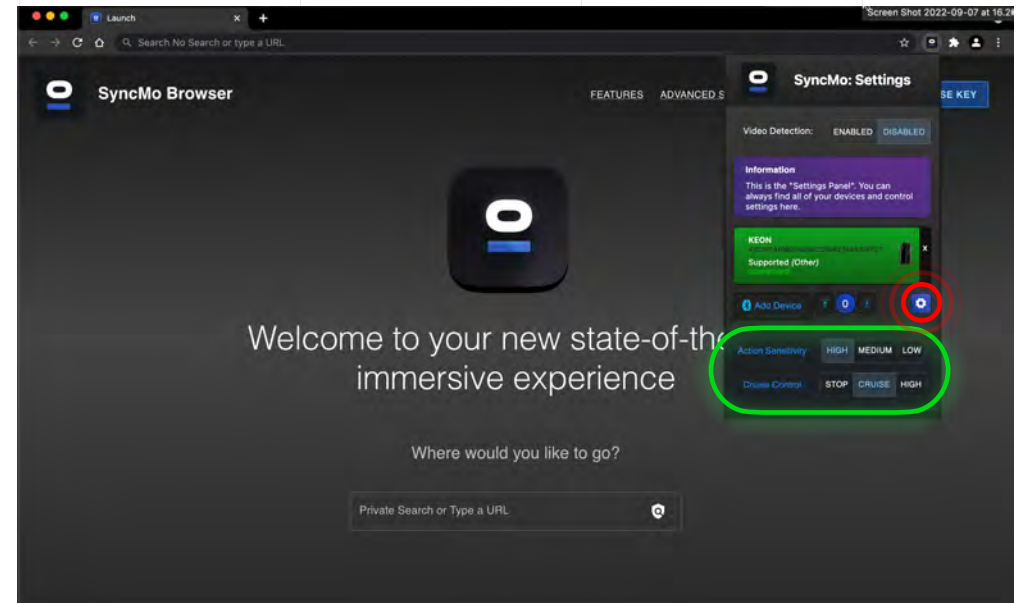 Screen Shot 2022-09-07 at 16.2
Launch
Search No Search or type a URL
SyncMo Browser
FEATURES ADVANCED S
SE KEY
SyncMo: Settings
Video Detection: ENABLED DISABLED
Information
This is the "Settings Panel". You can
always find all of your devices and control
settings here.
KEON
Supported (Other)
x
Add Device
0
Action Sensitivity HIGH MEDIUM LOW
Cruise Control STOP CRUISE HIGH
Welcome to your new state-of-the
immersive experience
Where would you like to go?
Private Search or Type a URL